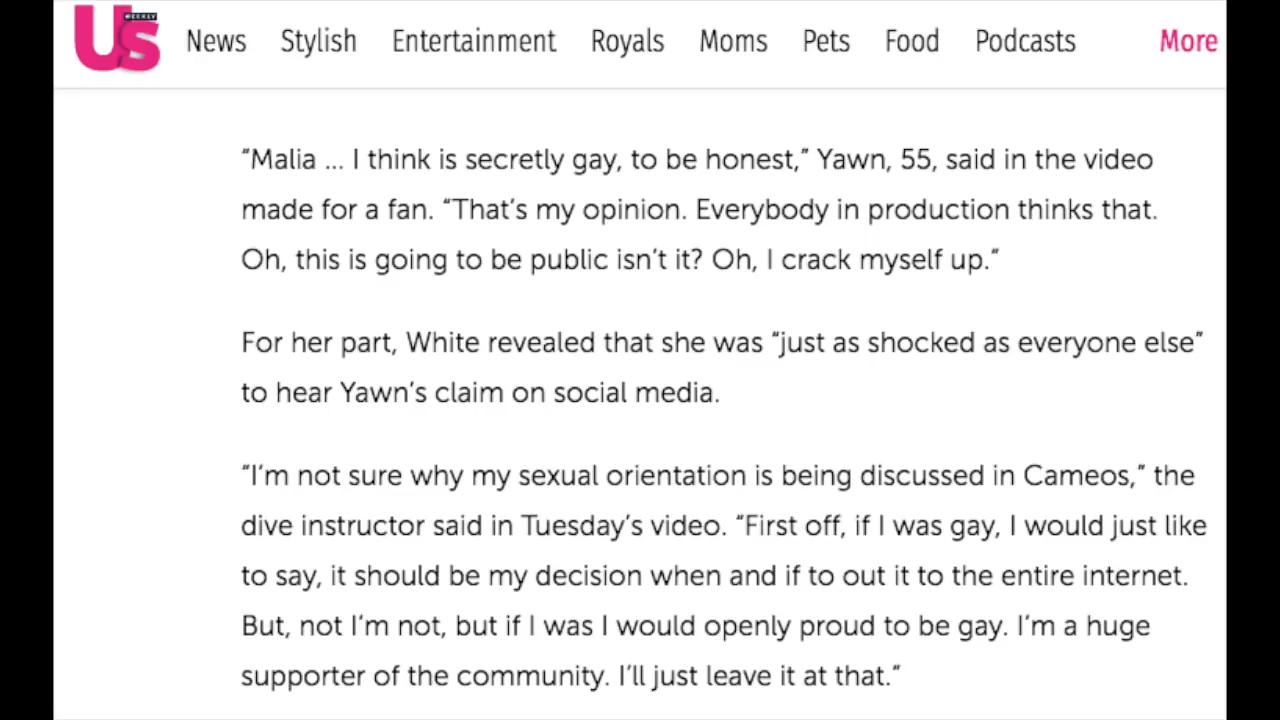 Us WEEKLY News Stylish Entertainment Royals Moms Pets Food Podcasts More
“Malia ... I think is secretly gay, to be honest,” Yawn, 55, said in the video
made for a fan. “That’s my opinion. Everybody in production thinks that.
Oh, this is going to be public isn’t it? Oh, I crack myself up.”
For her part, White revealed that she was “just as shocked as everyone else”
to hear Yawn’s claim on social media.
“I’m not sure why my sexual orientation is being discussed in Cameos,” the
dive instructor said in Tuesday’s video. “First off, if I was gay, I would just like
to say, it should be my decision when and if to out it to the entire internet.
But, not I’m not, but if I was I would openly proud to be gay. I’m a huge
supporter of the community. I’ll just leave it at that.”